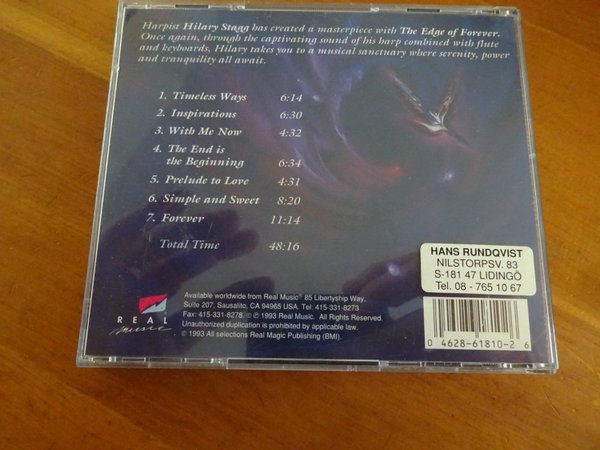 Harpist Hilary Stagg has created a masterpiece with The Edge of Forever.
Once again, through the captivating sound of his harp combined with flute
and keyboards, Hilary takes you to a musical sanctuary where serenity, power
and tranquility all await.
1. Timeless Ways 6:14
2. Inspirations 6:30
3. With Me Now 4:32
4. The End is
the Beginning 6:34
5. Prelude to Love 4:31
6. Simple and Sweet 8:20
7. Forever 11:14
Total Time 48:16
HANS RUNDQVIST
NILSTORPSV. 83
S-181 47 LIDINGÖ
Tel. 08 - 765 10 67
REAL
music
Available worldwide from Real Music® 85 Libertyship Way,
Suite 207, Sausalito, CA 94965 USA. Tel: 415-331-8273
Fax: 415-331-8278. © ℗ 1993 Real Music. All Rights Reserved.
Unauthorized duplication is prohibited by applicable law.
© 1993 All selections Real Magic Publishing (BMI).
0 4628-61810-2 6